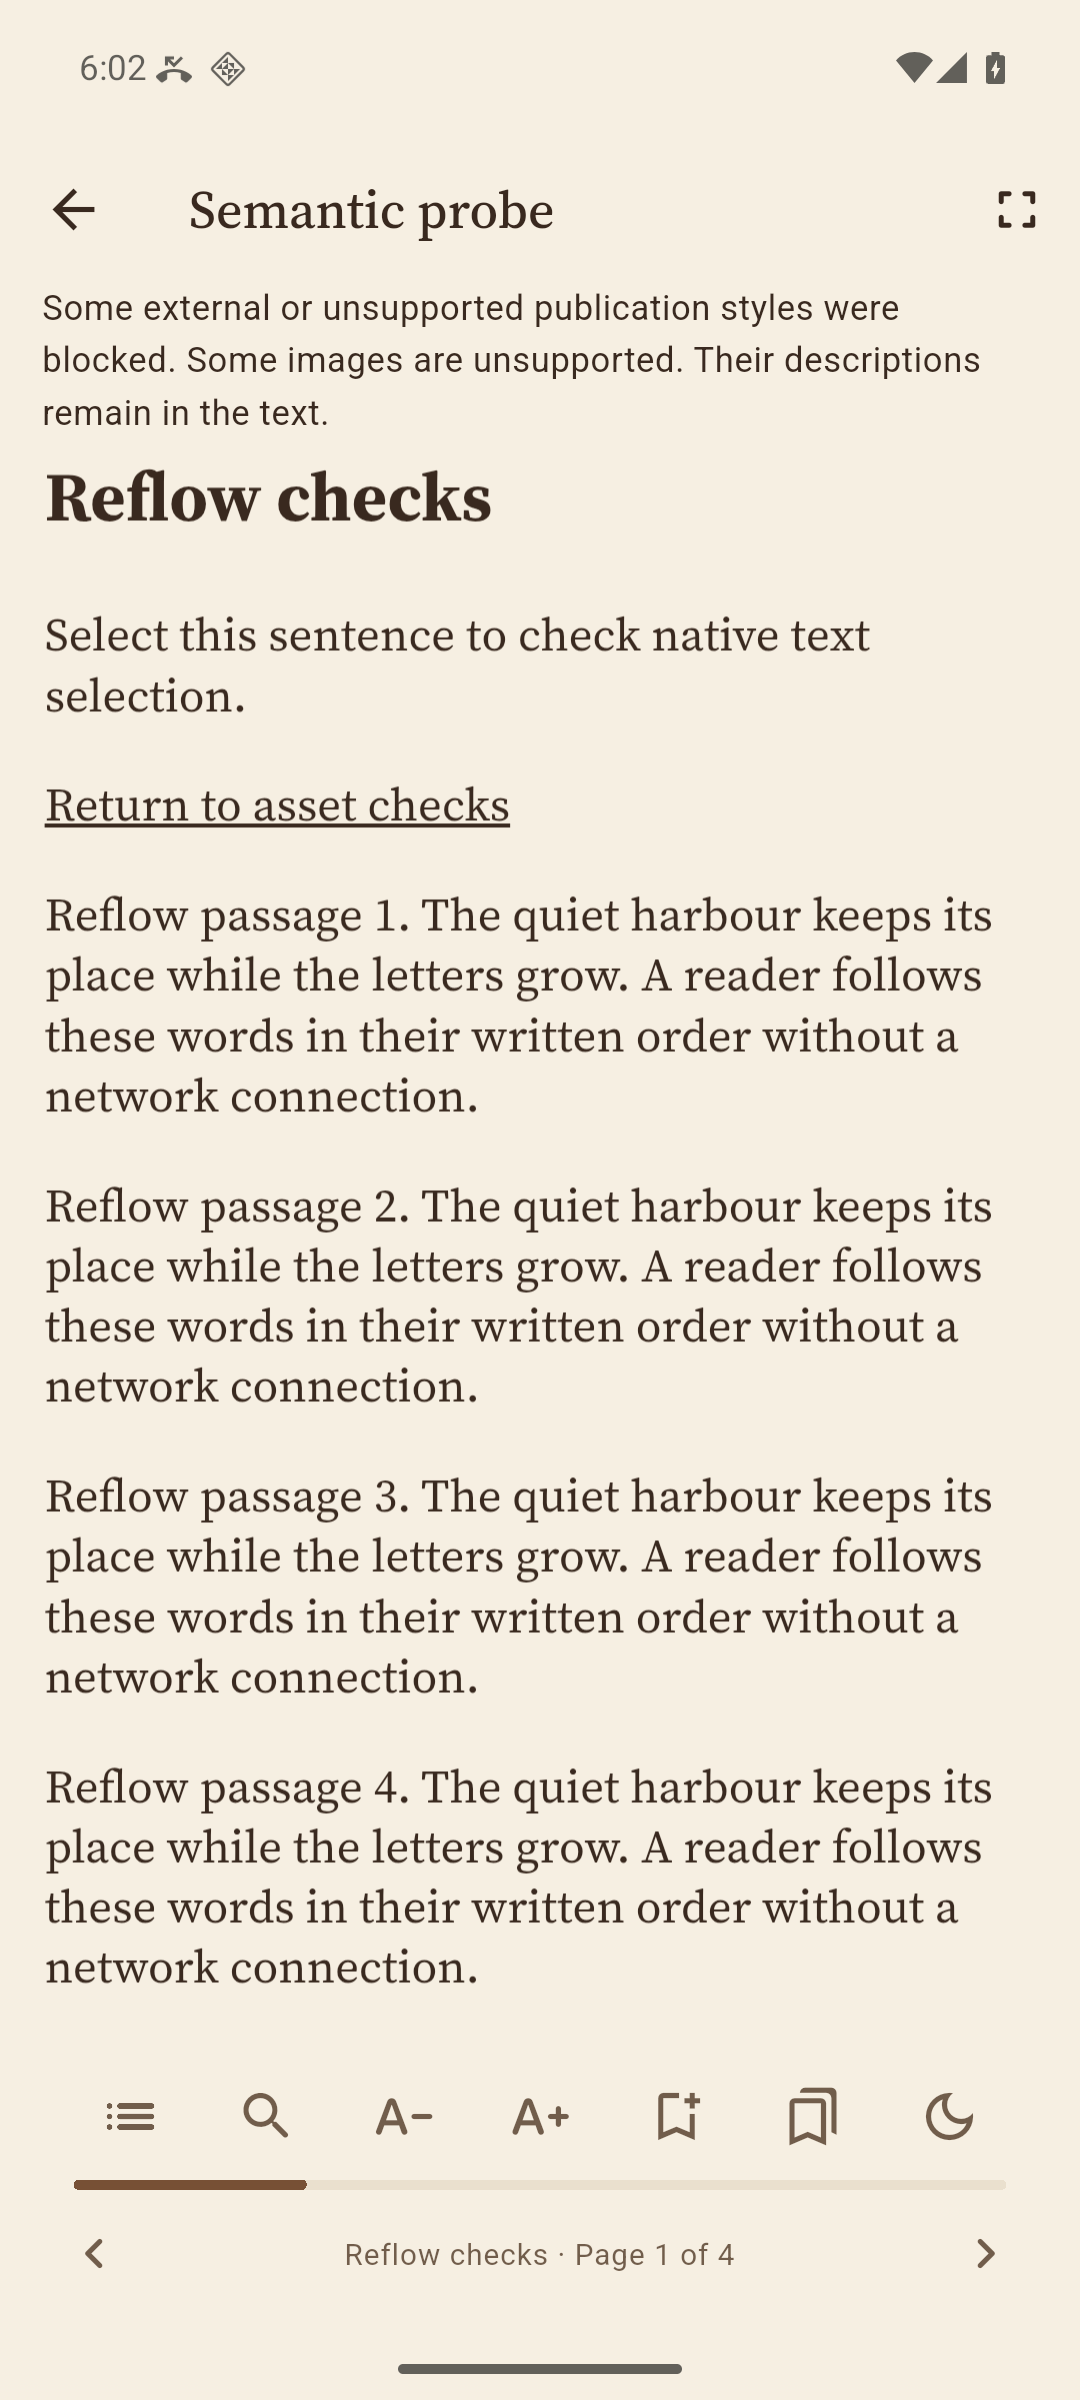 6:02
Semantic probe
Some external or unsupported publication styles were
blocked. Some images are unsupported. Their descriptions
remain in the text.
Reflow checks
Select this sentence to check native text
selection.
Return to asset checks
Reflow passage 1. The quiet harbour keeps its
place while the letters grow. A reader follows
these words in their written order without a
network connection.
Reflow passage 2. The quiet harbour keeps its
place while the letters grow. A reader follows
these words in their written order without a
network connection.
Reflow passage 3. The quiet harbour keeps its
place while the letters grow. A reader follows
these words in their written order without a
network connection.
Reflow passage 4. The quiet harbour keeps its
place while the letters grow. A reader follows
these words in their written order without a
network connection.
A− A+
Reflow checks · Page 1 of 4